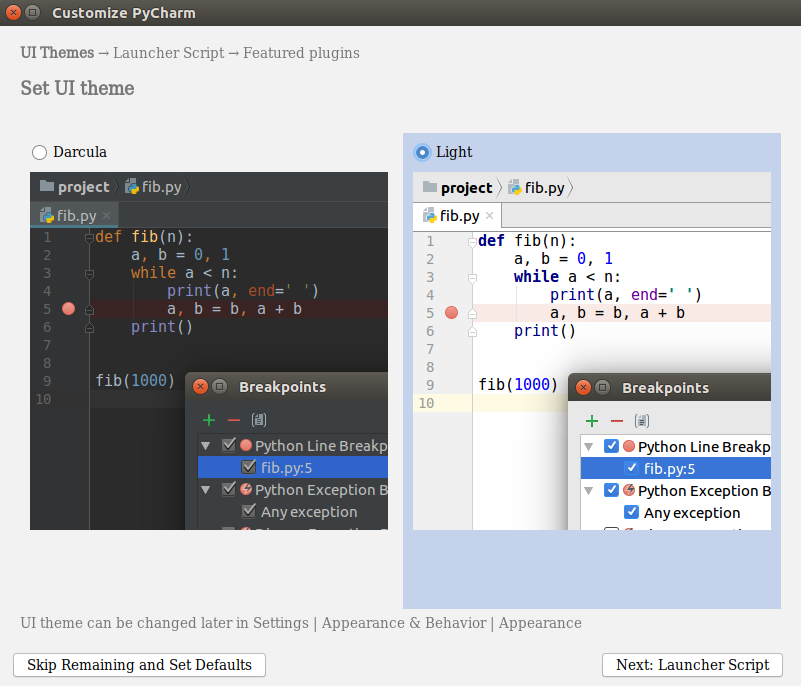 Customize PyCharm
UI Themes → Launcher Script → Featured plugins
Set UI theme
Darcula
project fib.py
fib.py
1 def fib(n):
2 a, b = 0, 1
3 while a < n:
4 print(a, end=' ')
5 a, b = b, a + b
6 print()
7
8
9 fib(1000)
10
Breakpoints
Python Line Breakp
fib.py:5
Python Exception B
Any exception
Light
project fib.py
fib.py
1 def fib(n):
2 a, b = 0, 1
3 while a < n:
4 print(a, end=' ')
5 a, b = b, a + b
6 print()
7
8
9 fib(1000)
10
Breakpoints
Python Line Breakp
fib.py:5
Python Exception B
Any exception
UI theme can be changed later in Settings | Appearance & Behavior | Appearance
Skip Remaining and Set Defaults
Next: Launcher Script